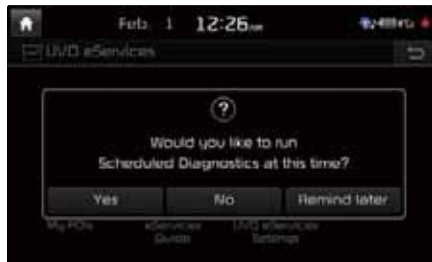 Feb. 1 12:26 AM
UVO eServices
?
Would you like to run
Scheduled Diagnostics at this time?
Yes No Remind later
My POIs eServices UVO eServices
Guide Settings